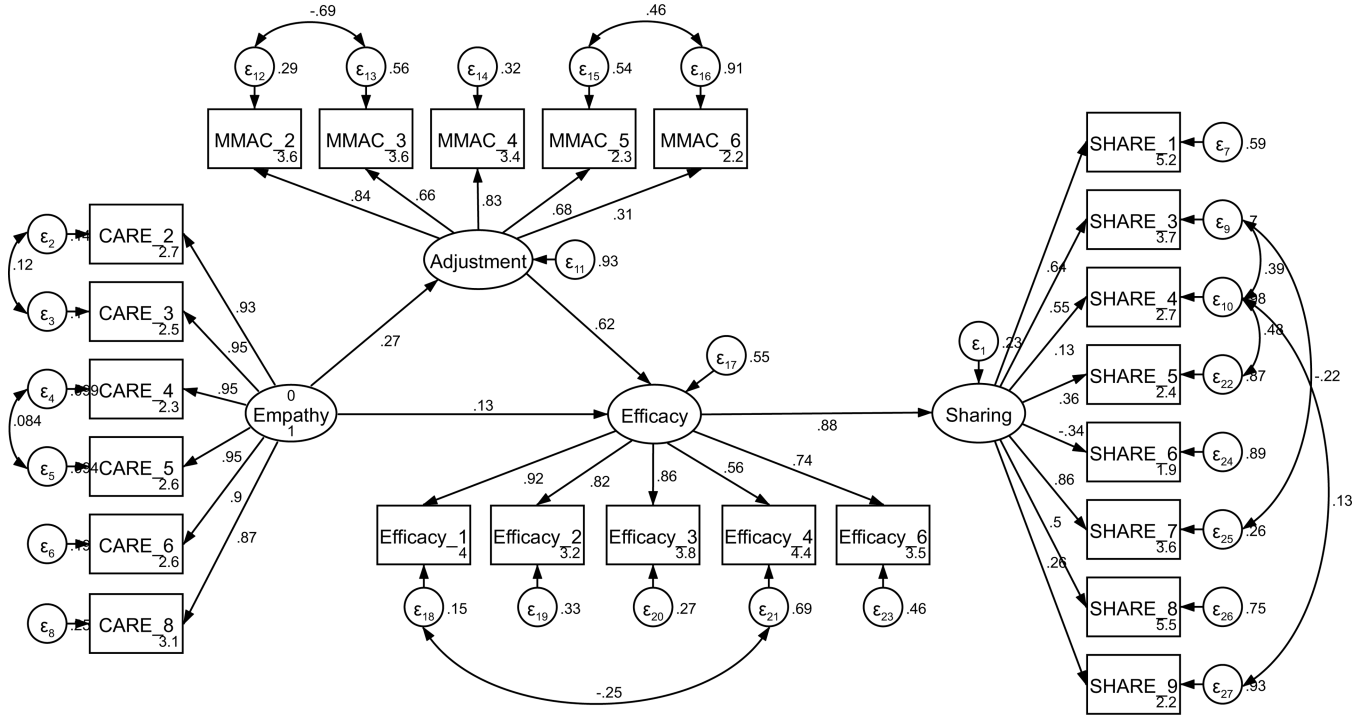 -.69
.46
ε12 .29
ε13 .56
ε14 .32
ε15 .54
ε16 .91
MMAC_2
3.6
MMAC_3
3.6
MMAC_4
3.4
MMAC_5
2.3
MMAC_6
2.2
.84
.66
.83
.68
.31
Adjustment
ε11 .93
ε2
CARE_2
2.7
.12
ε3
CARE_3
2.5
ε4
CARE_4
2.3
.084
ε5
CARE_5
2.6
ε6
CARE_6
2.6
ε8
CARE_8
3.1
.93
.95
.95
.95
.9
.87
0
Empathy
1
.27
.62
.13
ε17 .55
Efficacy
.88
.92
.82
.86
.56
.74
Efficacy_1
4
Efficacy_2
3.2
Efficacy_3
3.8
Efficacy_4
4.4
Efficacy_6
3.5
ε18 .15
ε19 .33
ε20 .27
ε21 .69
ε23 .46
-.25
ε1 .23
Sharing
.64
.55
.13
.36
-.34
.86
.5
.26
SHARE_1
5.2
ε7 .59
SHARE_3
3.7
ε9 .7
.39
SHARE_4
2.7
ε10 .98
.48
SHARE_5
2.4
ε22 .87
-.22
SHARE_6
1.9
ε24 .89
.13
SHARE_7
3.6
ε25 .26
SHARE_8
5.5
ε26 .75
SHARE_9
2.2
ε27 .93